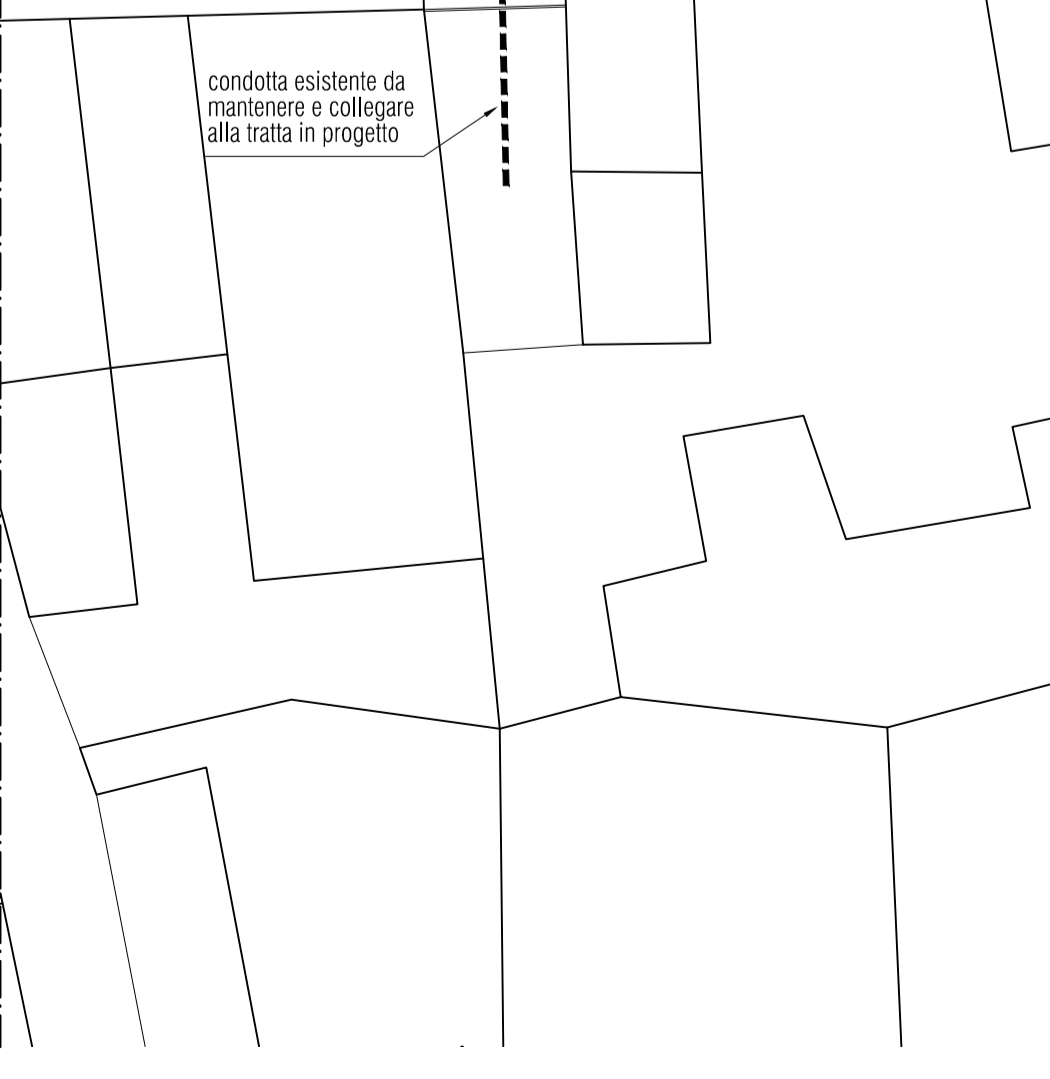 condotta esistente da
mantenere e collegare
alla tratta in progetto